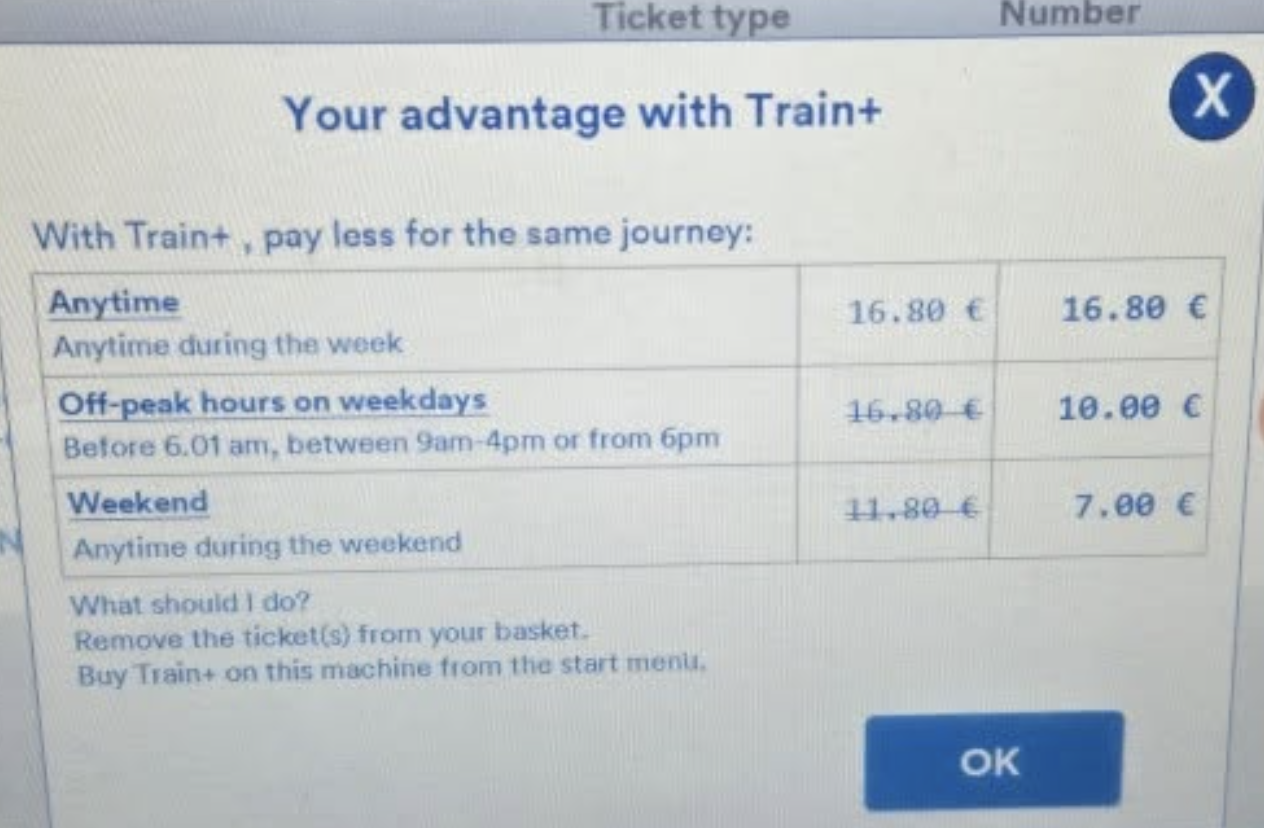 Ticket type Number
Your advantage with Train+
X
With Train+ , pay less for the same journey:
Anytime
Anytime during the week
16.80 € 16.80 €
Off-peak hours on weekdays
Before 6.01 am, between 9am-4pm or from 6pm
16.80 € 10.00 €
Weekend
Anytime during the weekend
11.80 € 7.00 €
N
What should I do?
Remove the ticket(s) from your basket.
Buy Train+ on this machine from the start menu.
OK